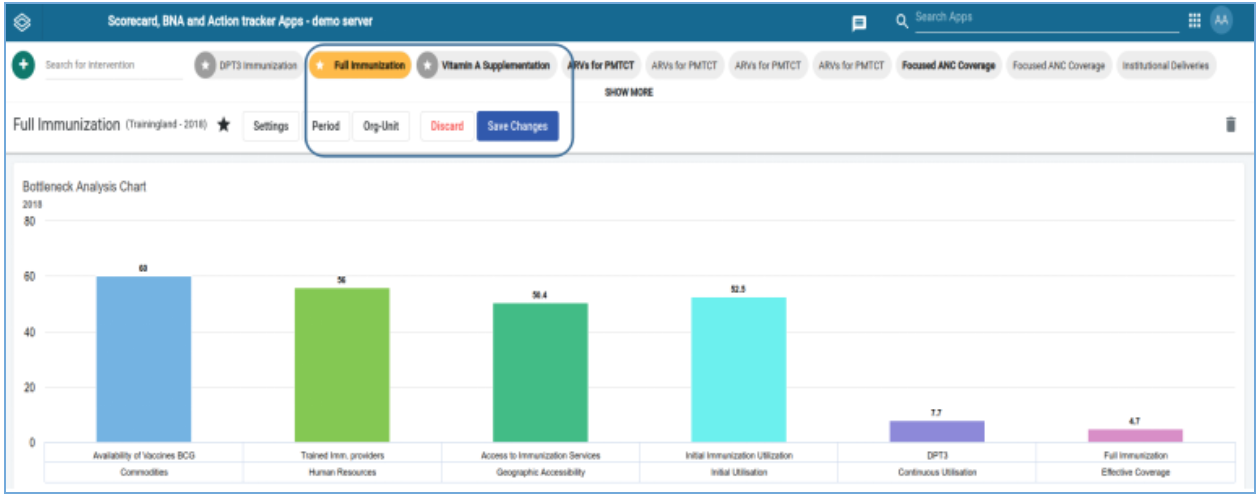 Scorecard, BNA and Action tracker Apps - demo server
Search Apps
AA
Search for Intervention
DPT3 Immunization
Full Immunization
Vitamin A Supplementation
ARVs for PMTCT
ARVs for PMTCT
ARVs for PMTCT
ARVs for PMTCT
Focused ANC Coverage
Focused ANC Coverage
Institutional Deliveries
SHOW MORE
Full Immunization (Trainingland - 2018)
Settings
Period
Org-Unit
Discard
Save Changes
Bottleneck Analysis Chart
2018
80
60
40
20
0
60
56
50.4
52.5
7.7
4.7
Availability of Vaccines BCG
Trained Imm. providers
Access to Immunization Services
Initial Immunization Utilization
DPT3
Full Immunization
Commodities
Human Resources
Geographic Accessibility
Initial Utilisation
Continuous Utilisation
Effective Coverage